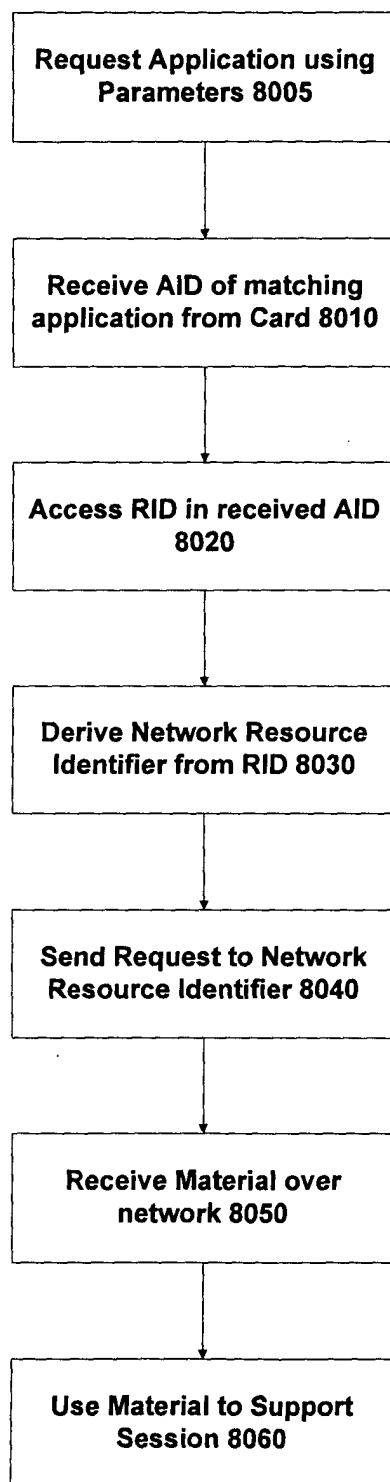 Request Application using
Parameters 8005
Receive AID of matching
application from Card 8010
Access RID in received AID
8020
Derive Network Resource
Identifier from RID 8030
Send Request to Network
Resource Identifier 8040
Receive Material over
network 8050
Use Material to Support
Session 8060